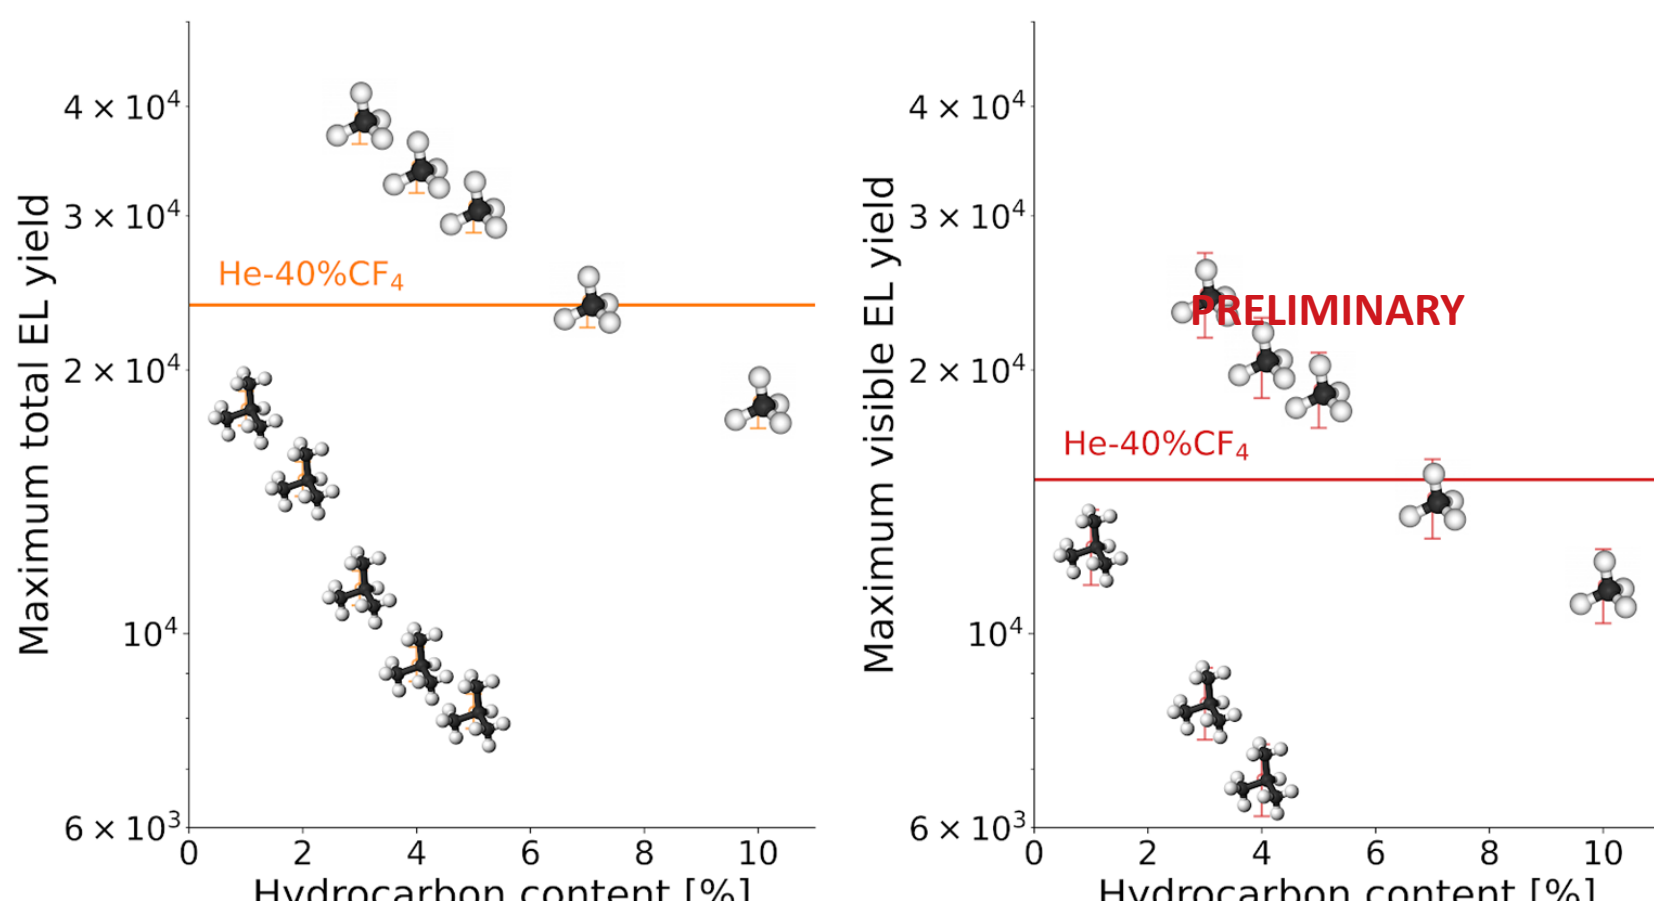 Maximum total EL yield
4 × 10⁴
3 × 10⁴
2 × 10⁴
10⁴
6 × 10³
He-40%CF₄
0 2 4 6 8 10
Hydrocarbon content [%]
Maximum visible EL yield
4 × 10⁴
3 × 10⁴
2 × 10⁴
10⁴
6 × 10³
PRELIMINARY
He-40%CF₄
0 2 4 6 8 10
Hydrocarbon content [%]